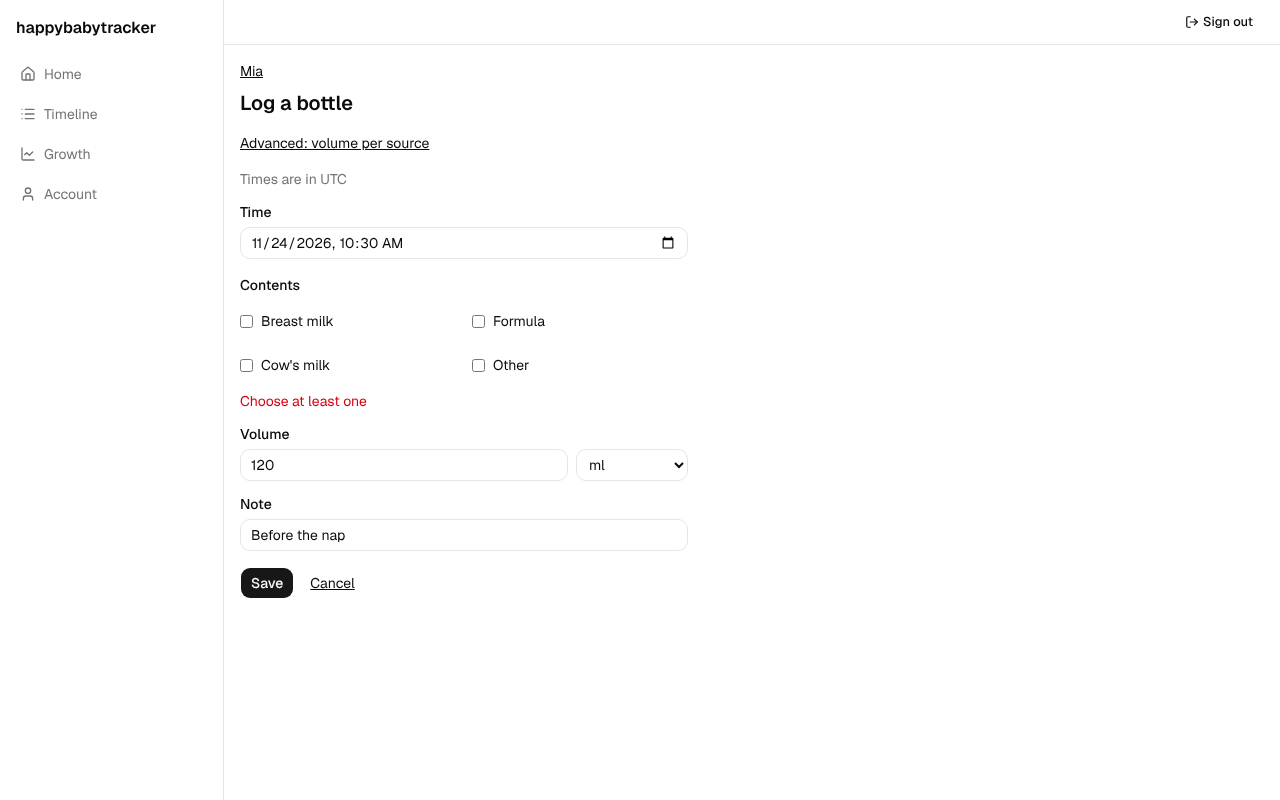 happybabytracker
Sign out
Home
Timeline
Growth
Account
Mia
Log a bottle
Advanced: volume per source
Times are in UTC
Time
11/24/2026, 10:30 AM
Contents
Breast milk
Formula
Cow's milk
Other
Choose at least one
Volume
120
ml
Note
Before the nap
Save
Cancel